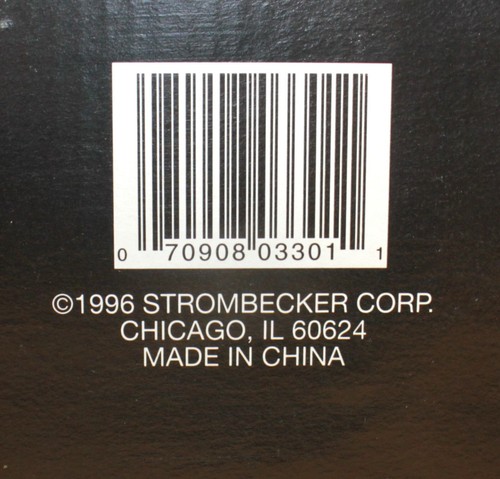 0 70908 03301 1
©1996 STROMBECKER CORP.
CHICAGO, IL 60624
MADE IN CHINA